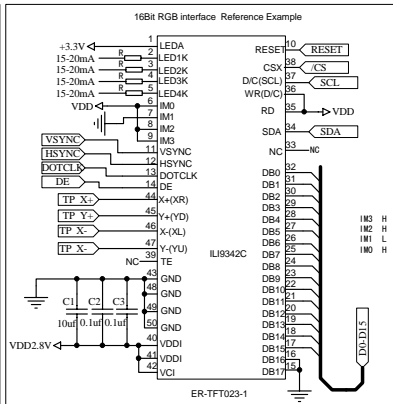 16Bit RGB interface Reference Example
+3.3V 1 LEDA
15-20mA R 2 LED1K
15-20mA R 3 LED2K
15-20mA R 4 LED3K
15-20mA R 5 LED4K
VDD 6 IM0
7 IM1
8 IM2
9 IM3
VSYNC 11 VSYNC
HSYNC 12 HSYNC
DOTCLK 13 DOTCLK
DE 14 DE
TP X+ 44 X+(XR)
TP Y+ 45 Y+(YD)
TP X- 46 X-(XL)
TP X- 47 Y-(YU)
NC 39 TE
43 GND
48 GND
49 GND
50 GND
C1 C2 C3
10uf 0.1uf 0.1uf
VDD2.8V 40 VDDI
41 VDDI
42 VCI
ILI9342C
RESET 10 RESET
CSX 38 /CS
D/C(SCL) 37 SCL
WR(D/C) 36
RD 35 VDD
SDA 34 SDA
NC 33 NC
DB0 32
DB1 31
DB2 30
DB3 29
DB4 28
DB5 27
DB6 26
DB7 25
DB8 24
DB9 23
DB10 22
DB11 21
DB12 20
DB13 19
DB14 18
DB15 17
DB16 16
DB17 15
IM3 H
IM2 H
IM1 L
IM0 H
D0-D15
ER-TFT023-1